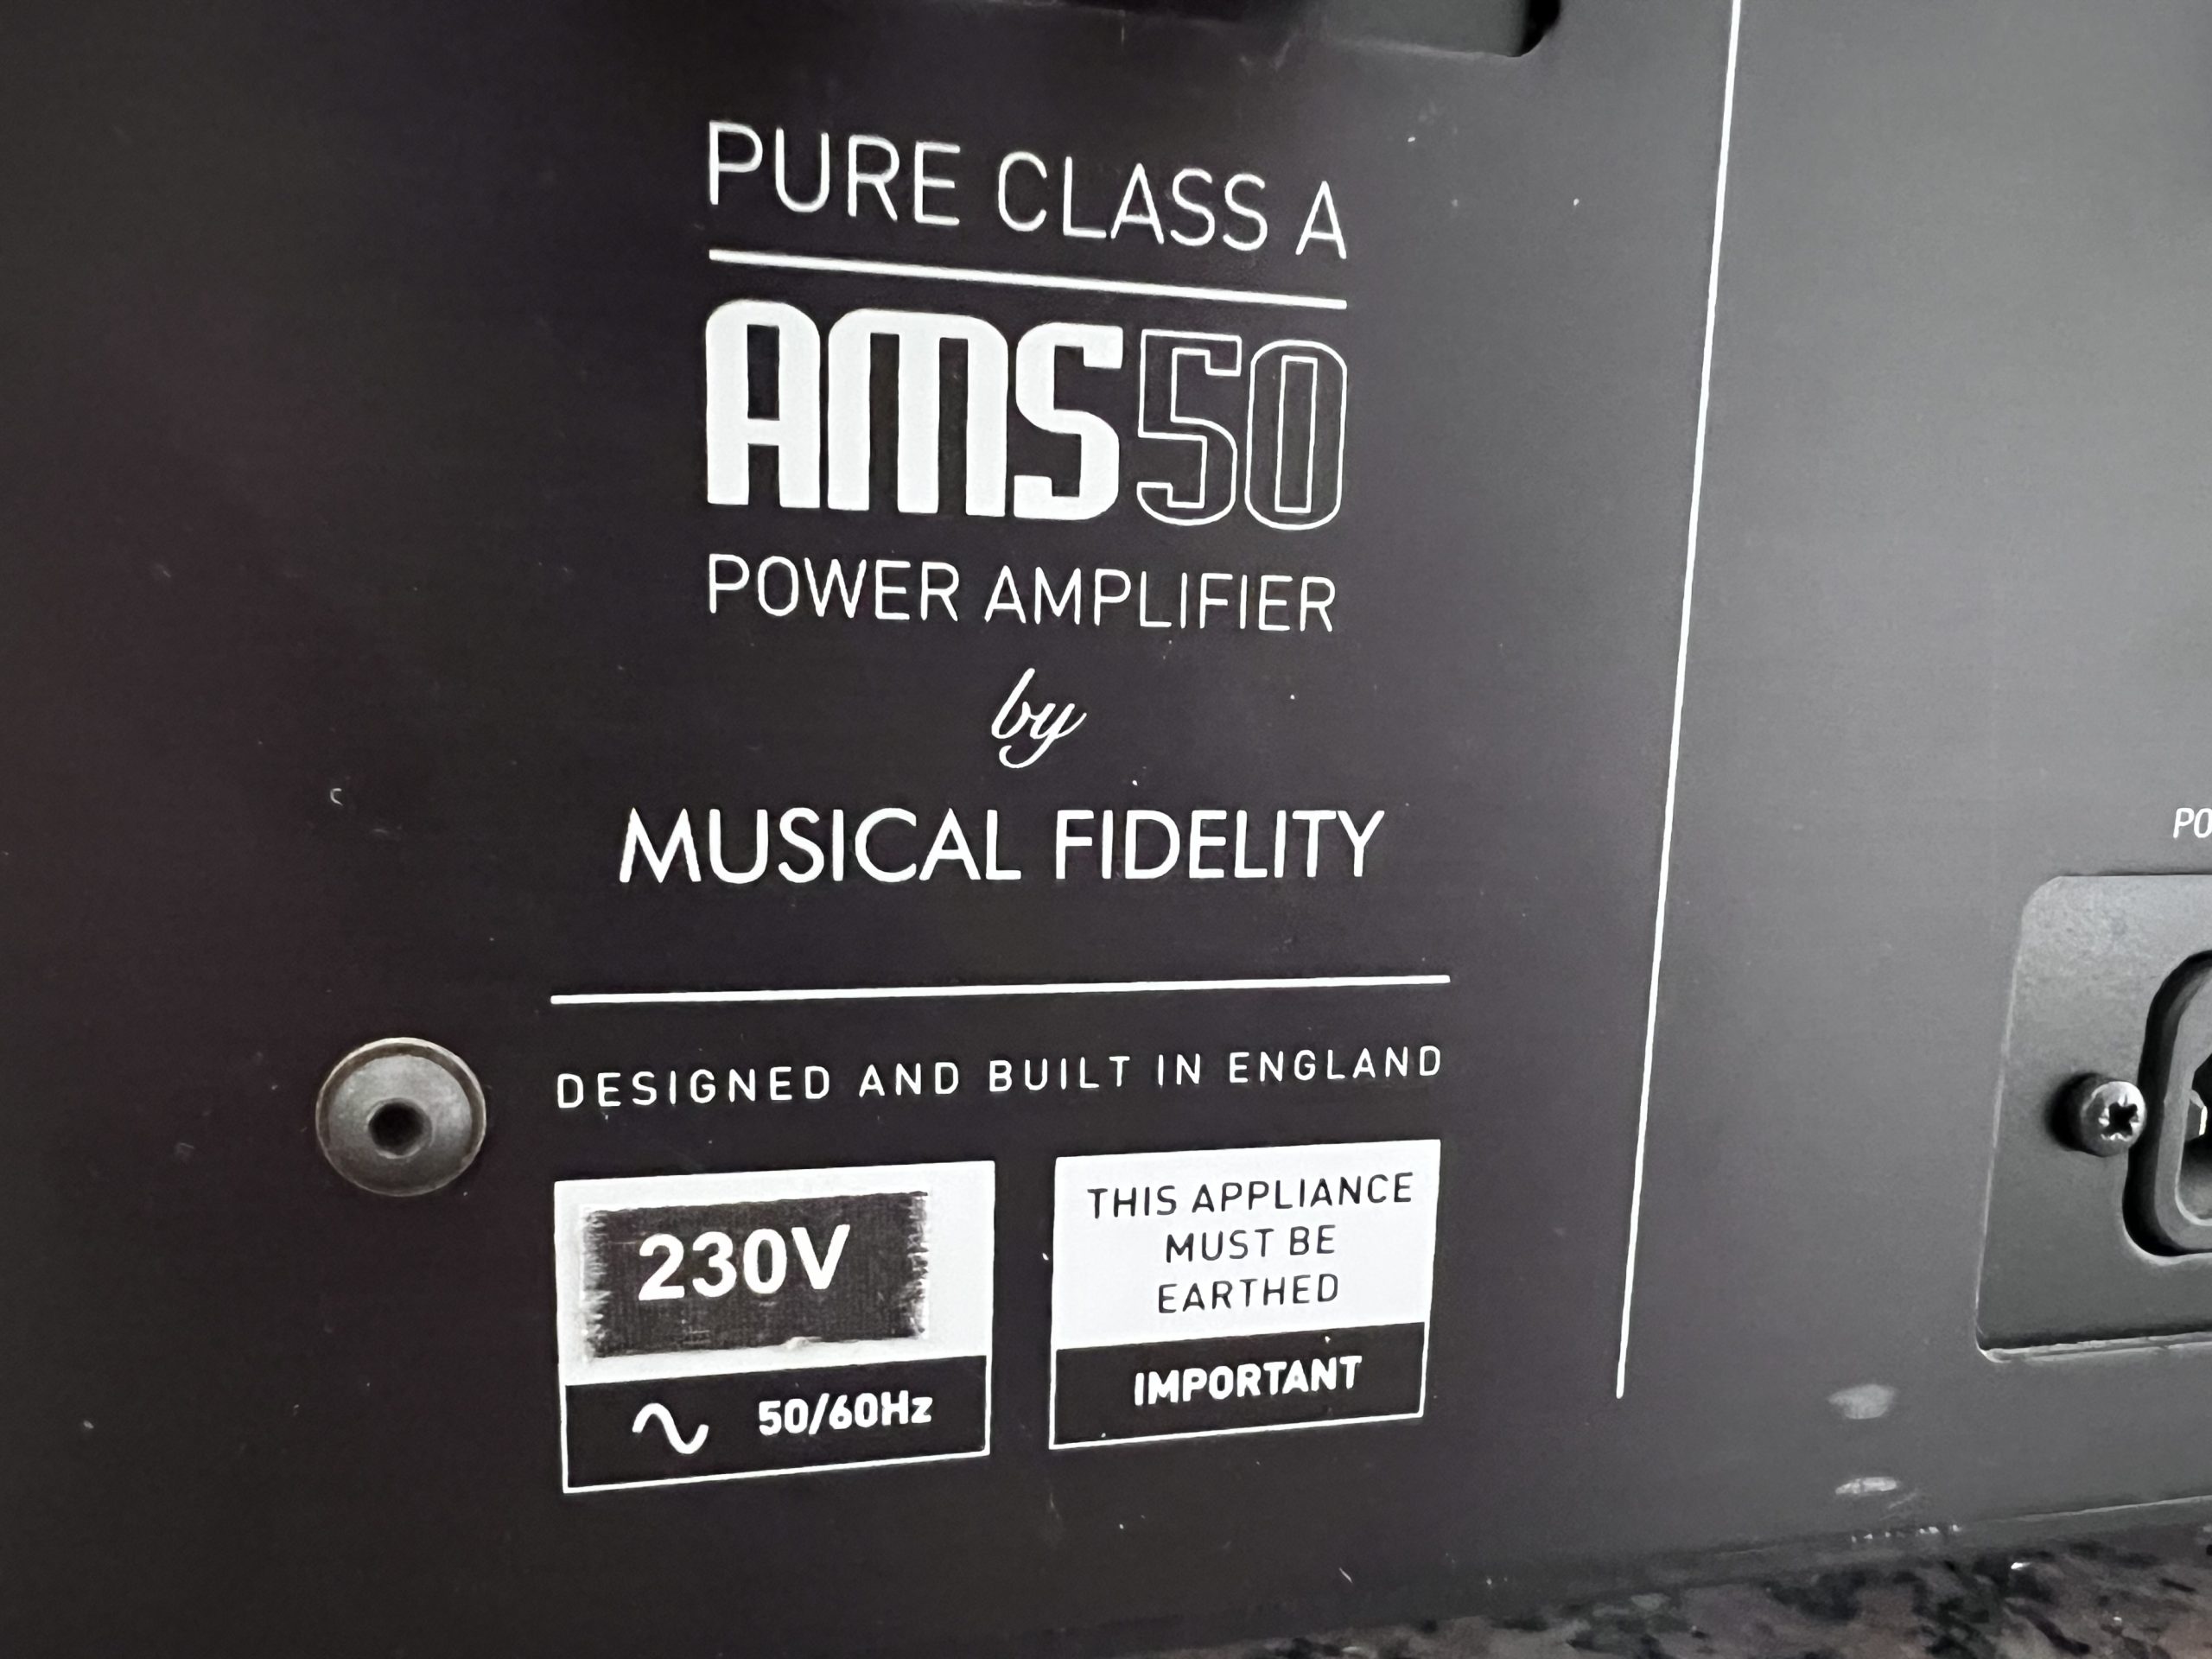 PURE CLASS A
AMS50
POWER AMPLIFIER
by
MUSICAL FIDELITY
DESIGNED AND BUILT IN ENGLAND
230V
50/60Hz
THIS APPLIANCE
MUST BE
EARTHED
IMPORTANT